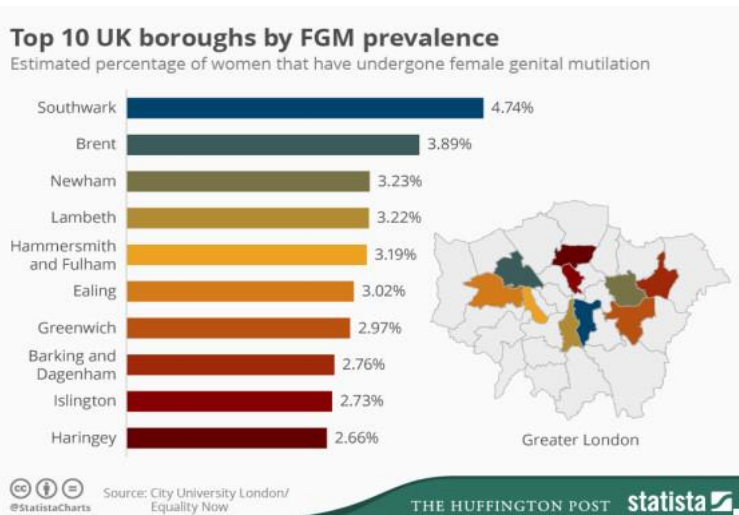 Top 10 UK boroughs by FGM prevalence
Estimated percentage of women that have undergone female genital mutilation
Southwark 4.74%
Brent 3.89%
Newham 3.23%
Lambeth 3.22%
Hammersmith
and Fulham 3.19%
Ealing 3.02%
Greenwich 2.97%
Barking and
Dagenham 2.76%
Islington 2.73%
Haringey 2.66%
Greater London
cc
@StatistaCharts
Source: City University London/
Equality Now
THE HUFFINGTON POST
statista